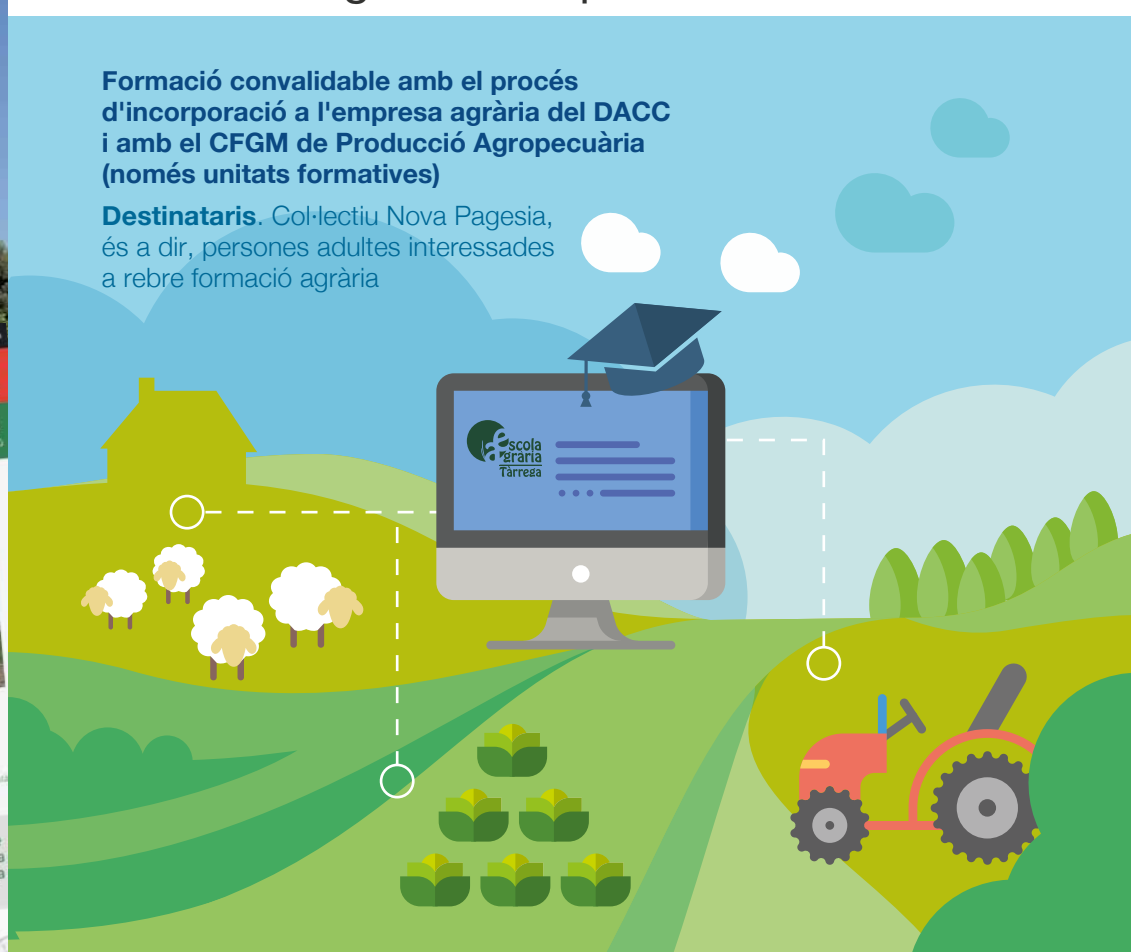 Formació convalidable amb el procés
d'incorporació a l'empresa agrària del DACC
i amb el CFGM de Producció Agropecuària
(només unitats formatives)
Destinataris. Col·lectiu Nova Pagesia,
és a dir, persones adultes interessades
a rebre formació agrària
escola
agrària
Tàrrega